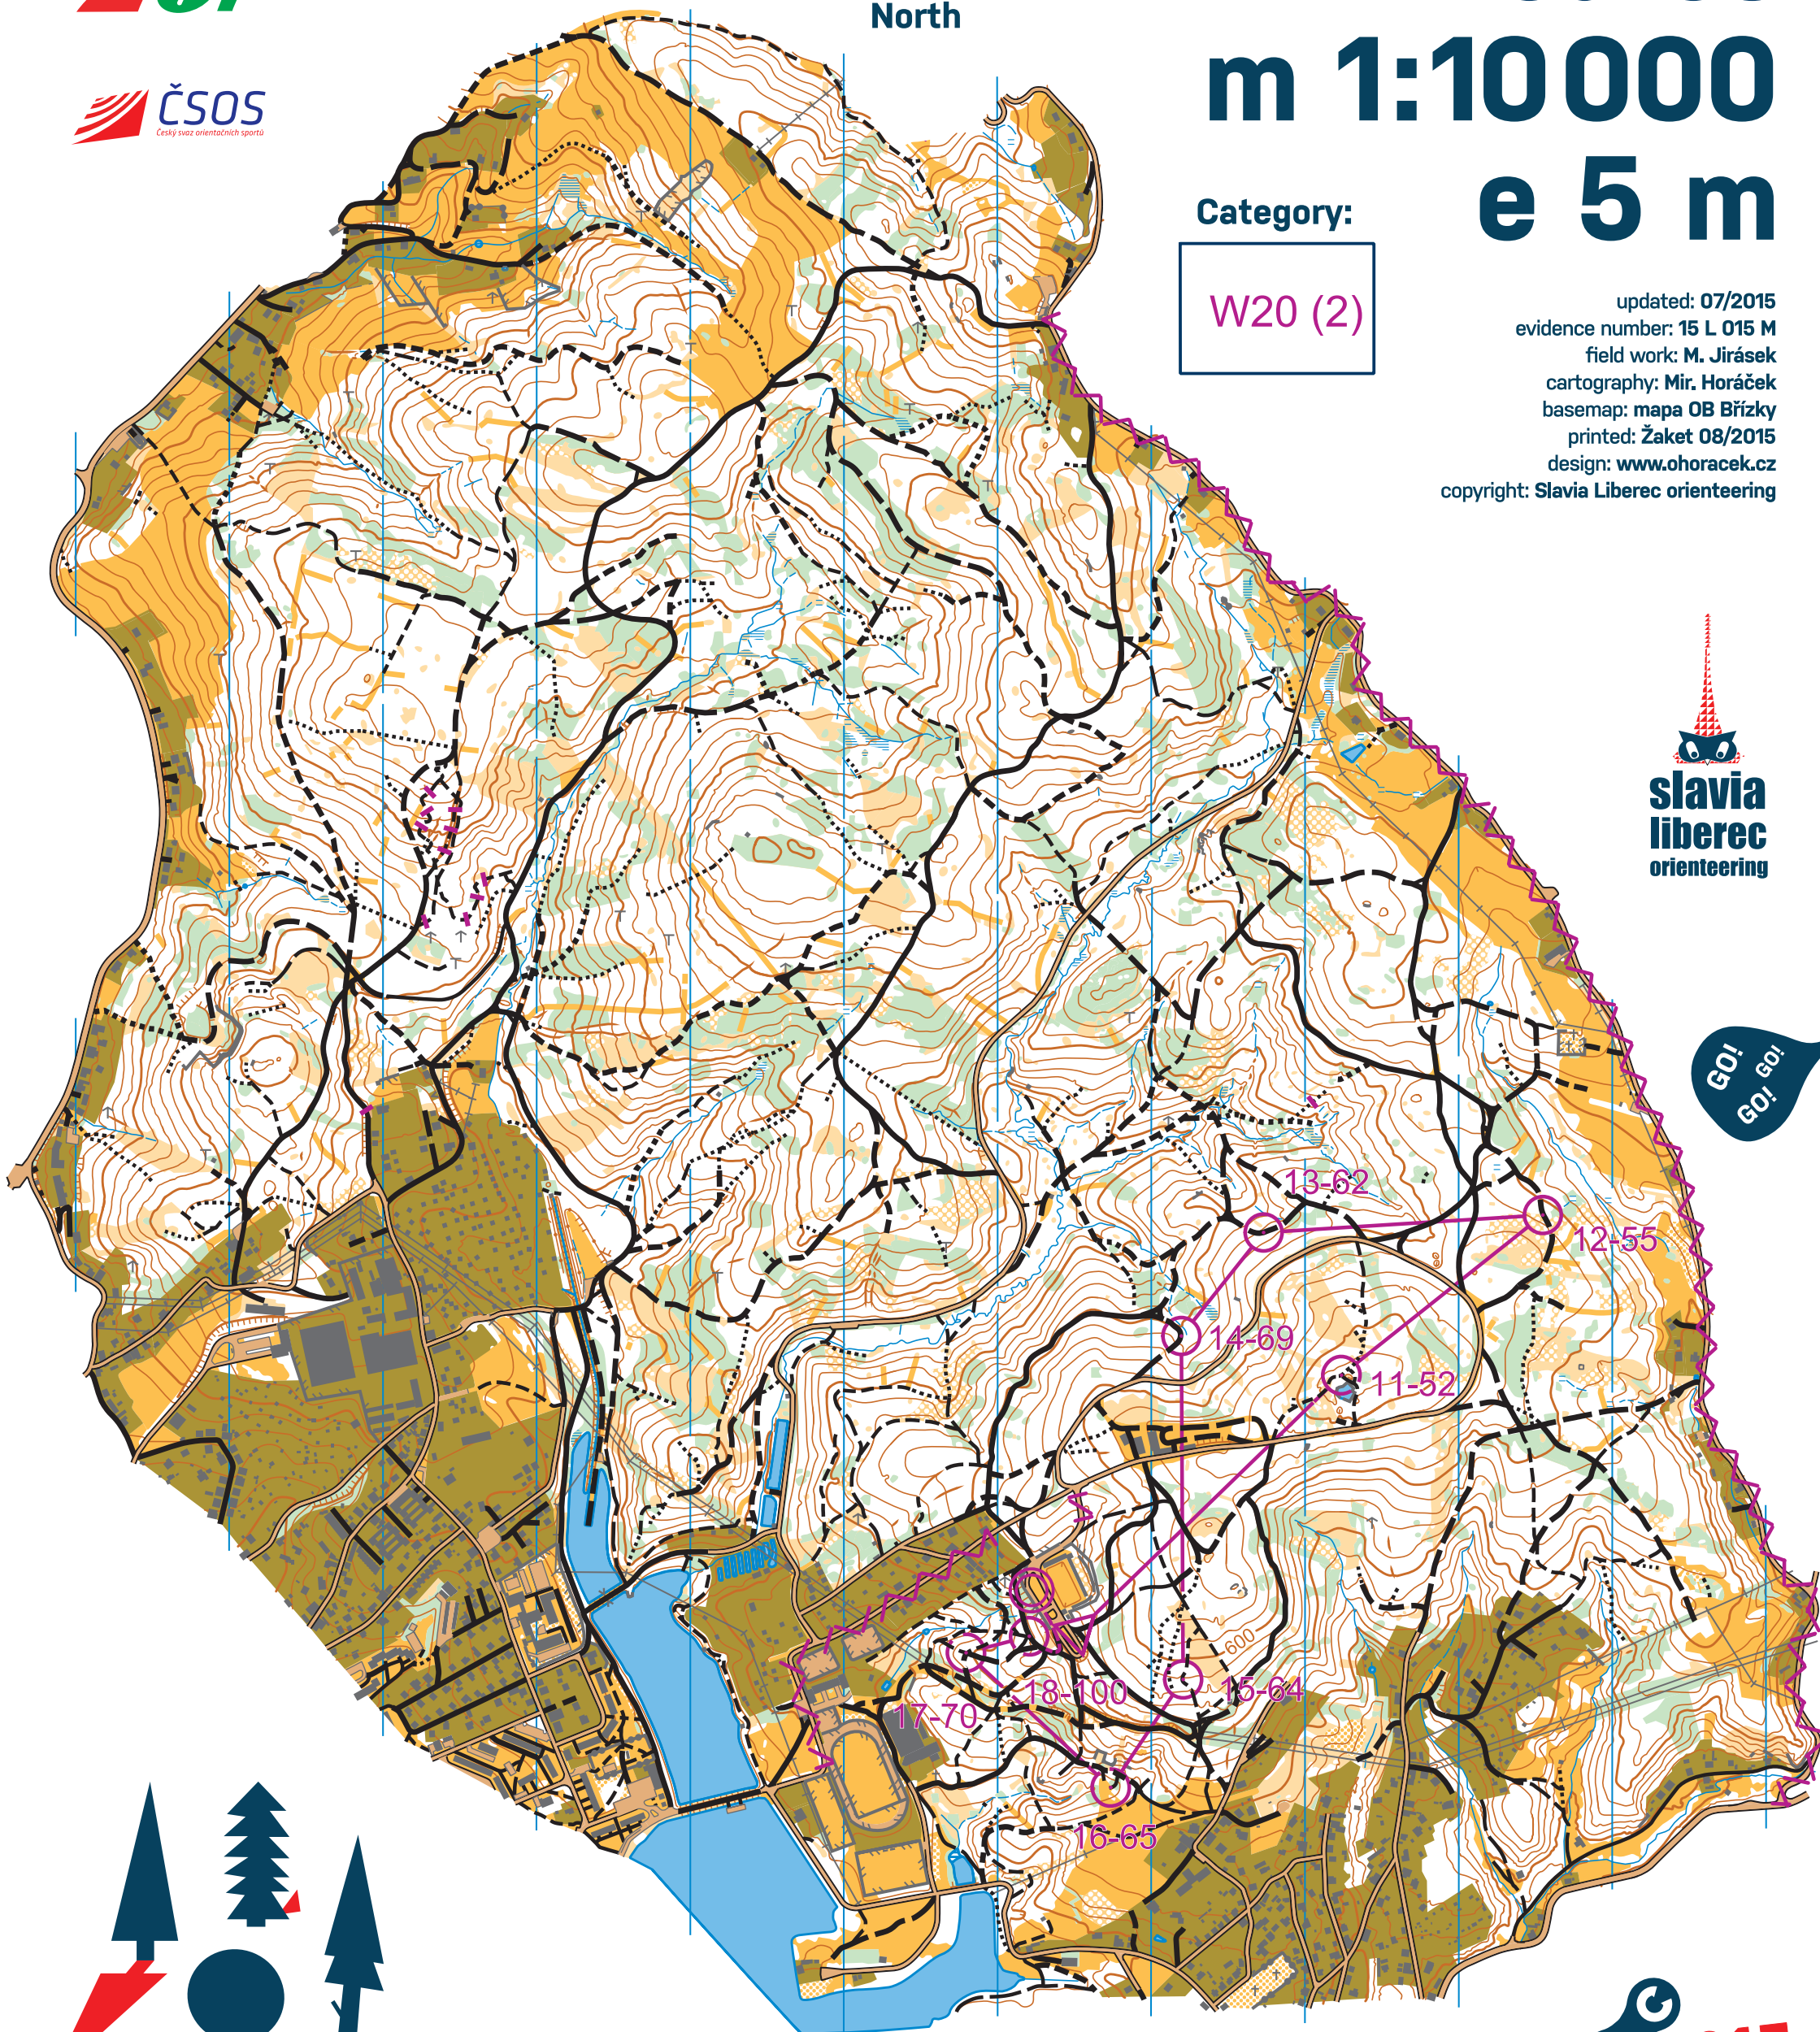 North
m 1:10 000
e 5 m
ČSOS
Český svaz orientačních sportů
Category:
W20 (2)
updated: 07/2015
evidence number: 15 L 015 M
field work: M. Jirásek
cartography: Mir. Horáček
basemap: mapa OB Břízky
printed: Žaket 08/2015
design: www.ohoracek.cz
copyright: Slavia Liberec orienteering
slavia
liberec
orienteering
GO!
GO!
GO!
13-62
12-55
14-69
11-52
600
18-100
15-64
17-70
16-65